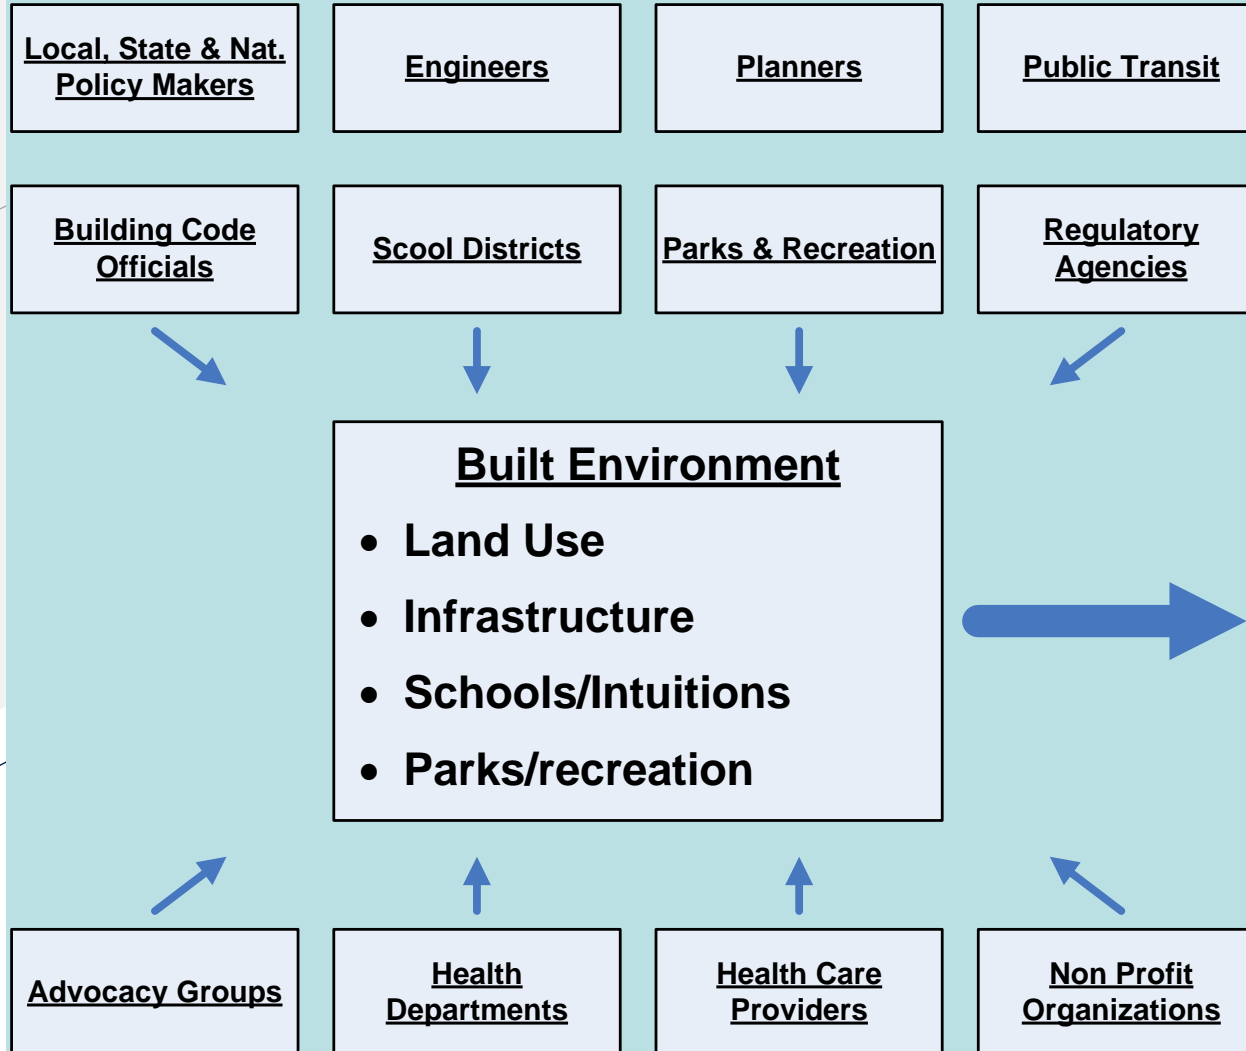 Local, State & Nat.
Policy Makers
Engineers
Planners
Public Transit
Building Code
Officials
Scool Districts
Parks & Recreation
Regulatory
Agencies
Built Environment
• Land Use
• Infrastructure
• Schools/Intuitions
• Parks/recreation
Advocacy Groups
Health
Departments
Health Care
Providers
Non Profit
Organizations